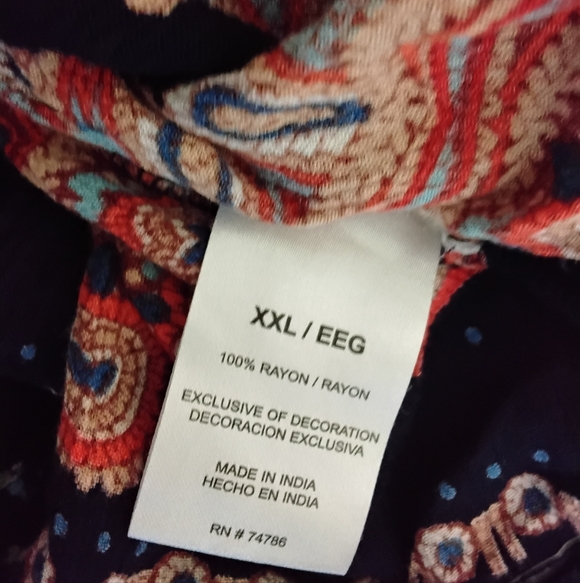 XXL / EEG
100% RAYON / RAYON
EXCLUSIVE OF DECORATION
DECORACION EXCLUSIVA
MADE IN INDIA
HECHO EN INDIA
RN # 74786